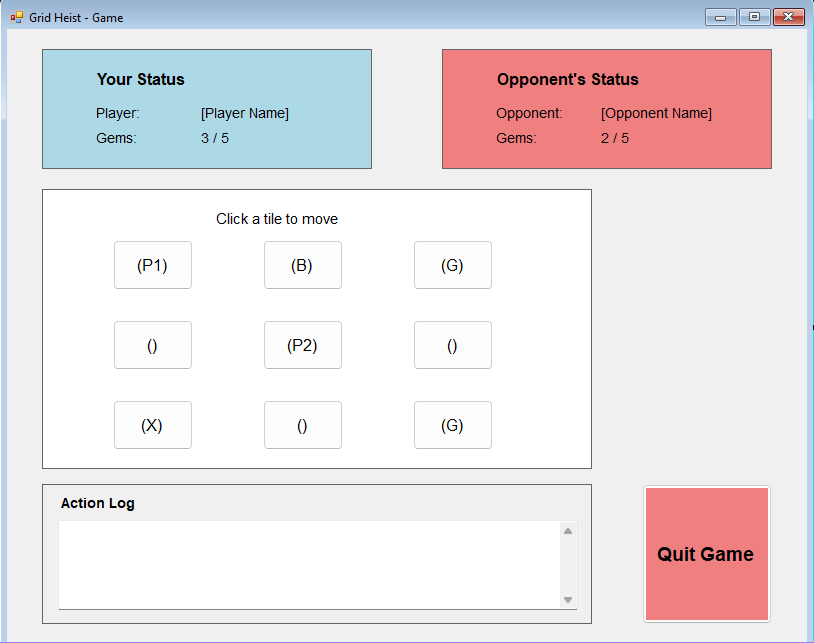 Grid Heist - Game
Your Status
Player: [Player Name]
Gems: 3 / 5
Opponent's Status
Opponent: [Opponent Name]
Gems: 2 / 5
Click a tile to move
(P1) (B) (G)
() (P2) ()
(X) () (G)
Action Log
Quit Game